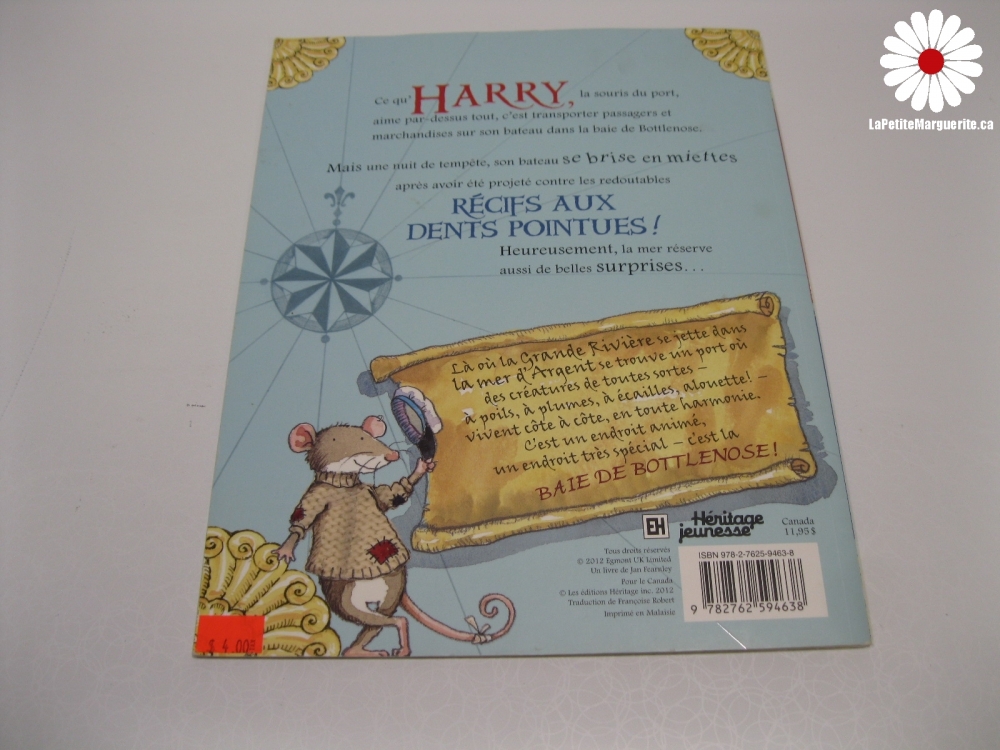 LaPetiteMarguerite.ca
Ce qu'HARRY, la souris du port,
aime par-dessus tout, c'est transporter passagers et
marchandises sur son bateau dans la baie de Bottlenose.
Mais une nuit de tempête, son bateau se brise en miettes
après avoir été projeté contre les redoutables
RÉCIFS AUX
DENTS POINTUES !
Heureusement, la mer réserve
aussi de belles surprises...
Là où la Grande Rivière se jette dans
la mer d'Argent se trouve un port où
des créatures de toutes sortes –
à poils, à plumes, à écailles, alouette! –
vivent côte à côte, en toute harmonie.
C'est un endroit animé,
un endroit très spécial – c'est la
BAIE DE BOTTLENOSE !
EH
Héritage
jeunesse
Canada
11,95 $
Tous droits réservés
© 2012 Egmont UK Limited
Un livre de Jan Fearnley
Pour le Canada
© Les éditions Héritage inc. 2012
Traduction de Françoise Robert
Imprimé en Malaisie
ISBN 978-2-7625-9463-8
9 782762 594638
$ 4.00